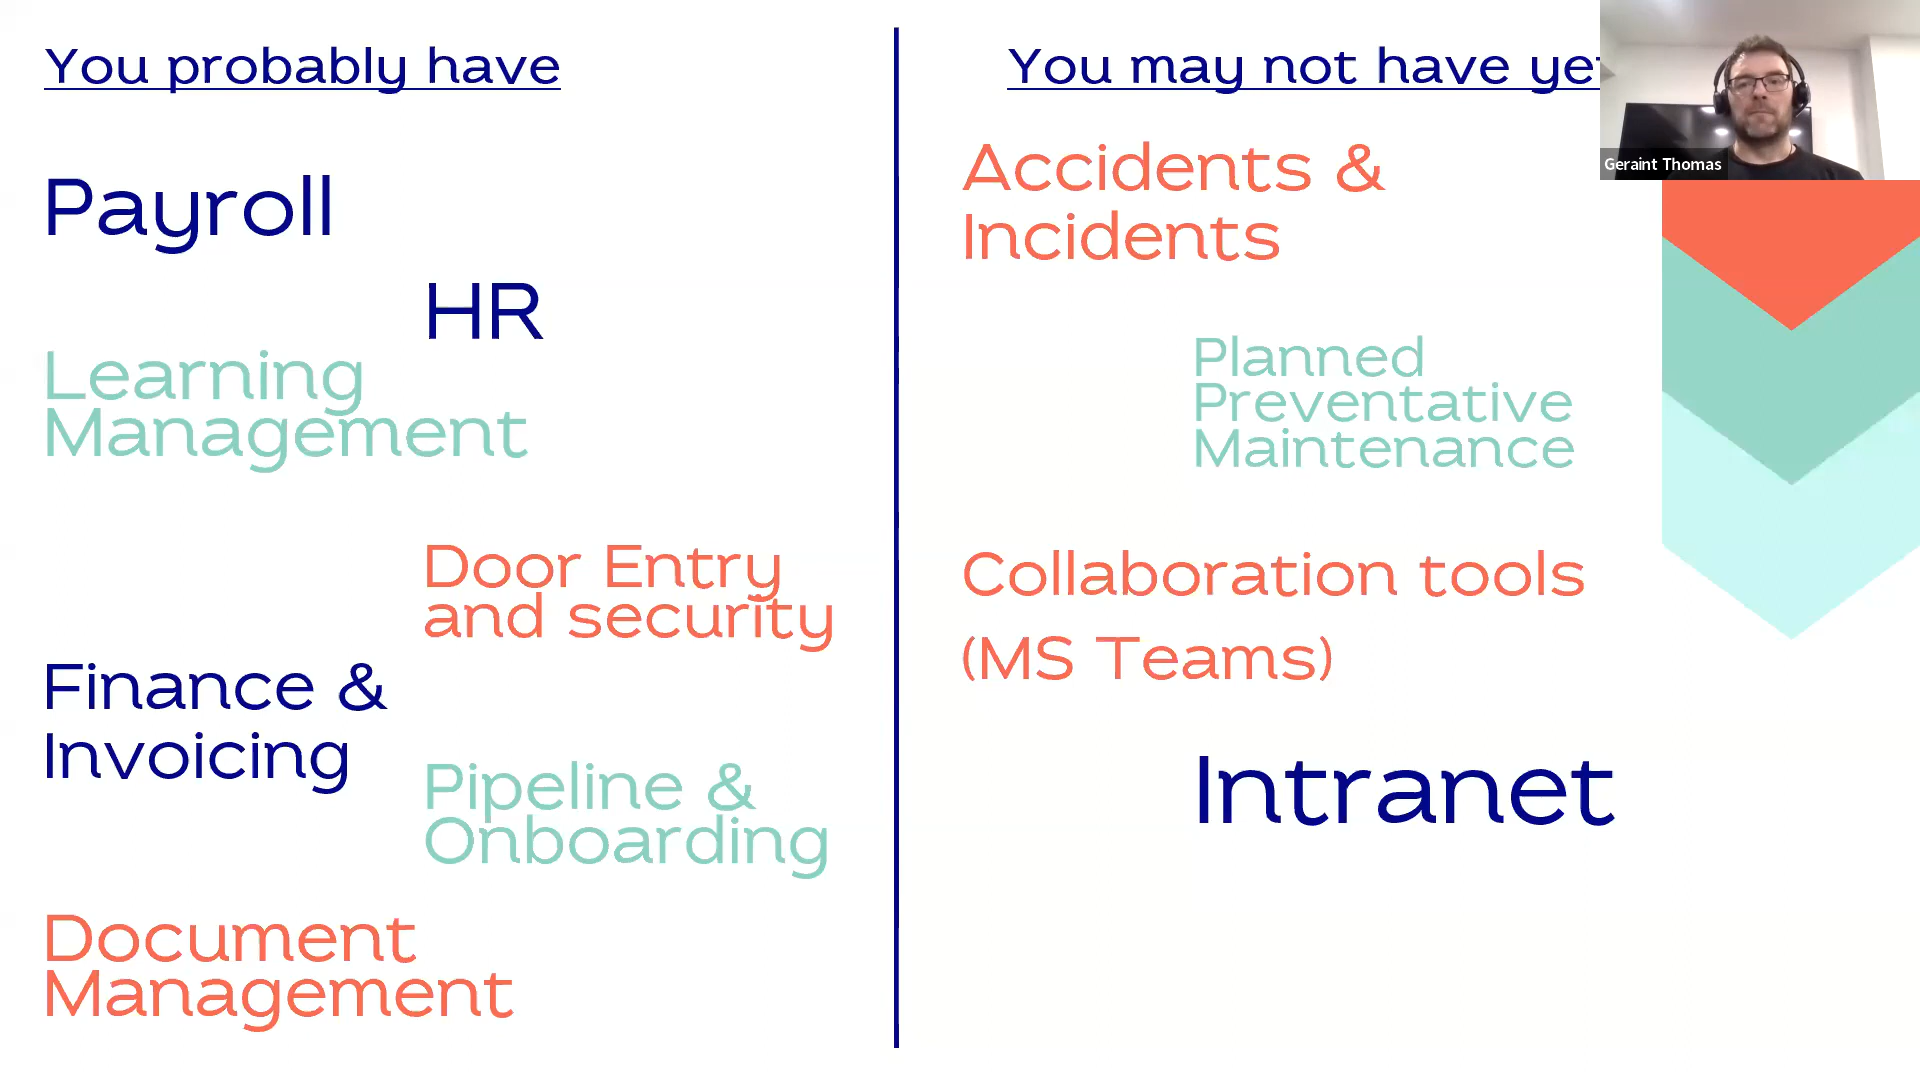 You probably have
Payroll
HR
Learning
Management
Door Entry
and security
Finance &
Invoicing
Pipeline &
Onboarding
Document
Management
You may not have yet
Accidents &
Incidents
Planned
Preventative
Maintenance
Collaboration tools
(MS Teams)
Intranet
Geraint Thomas